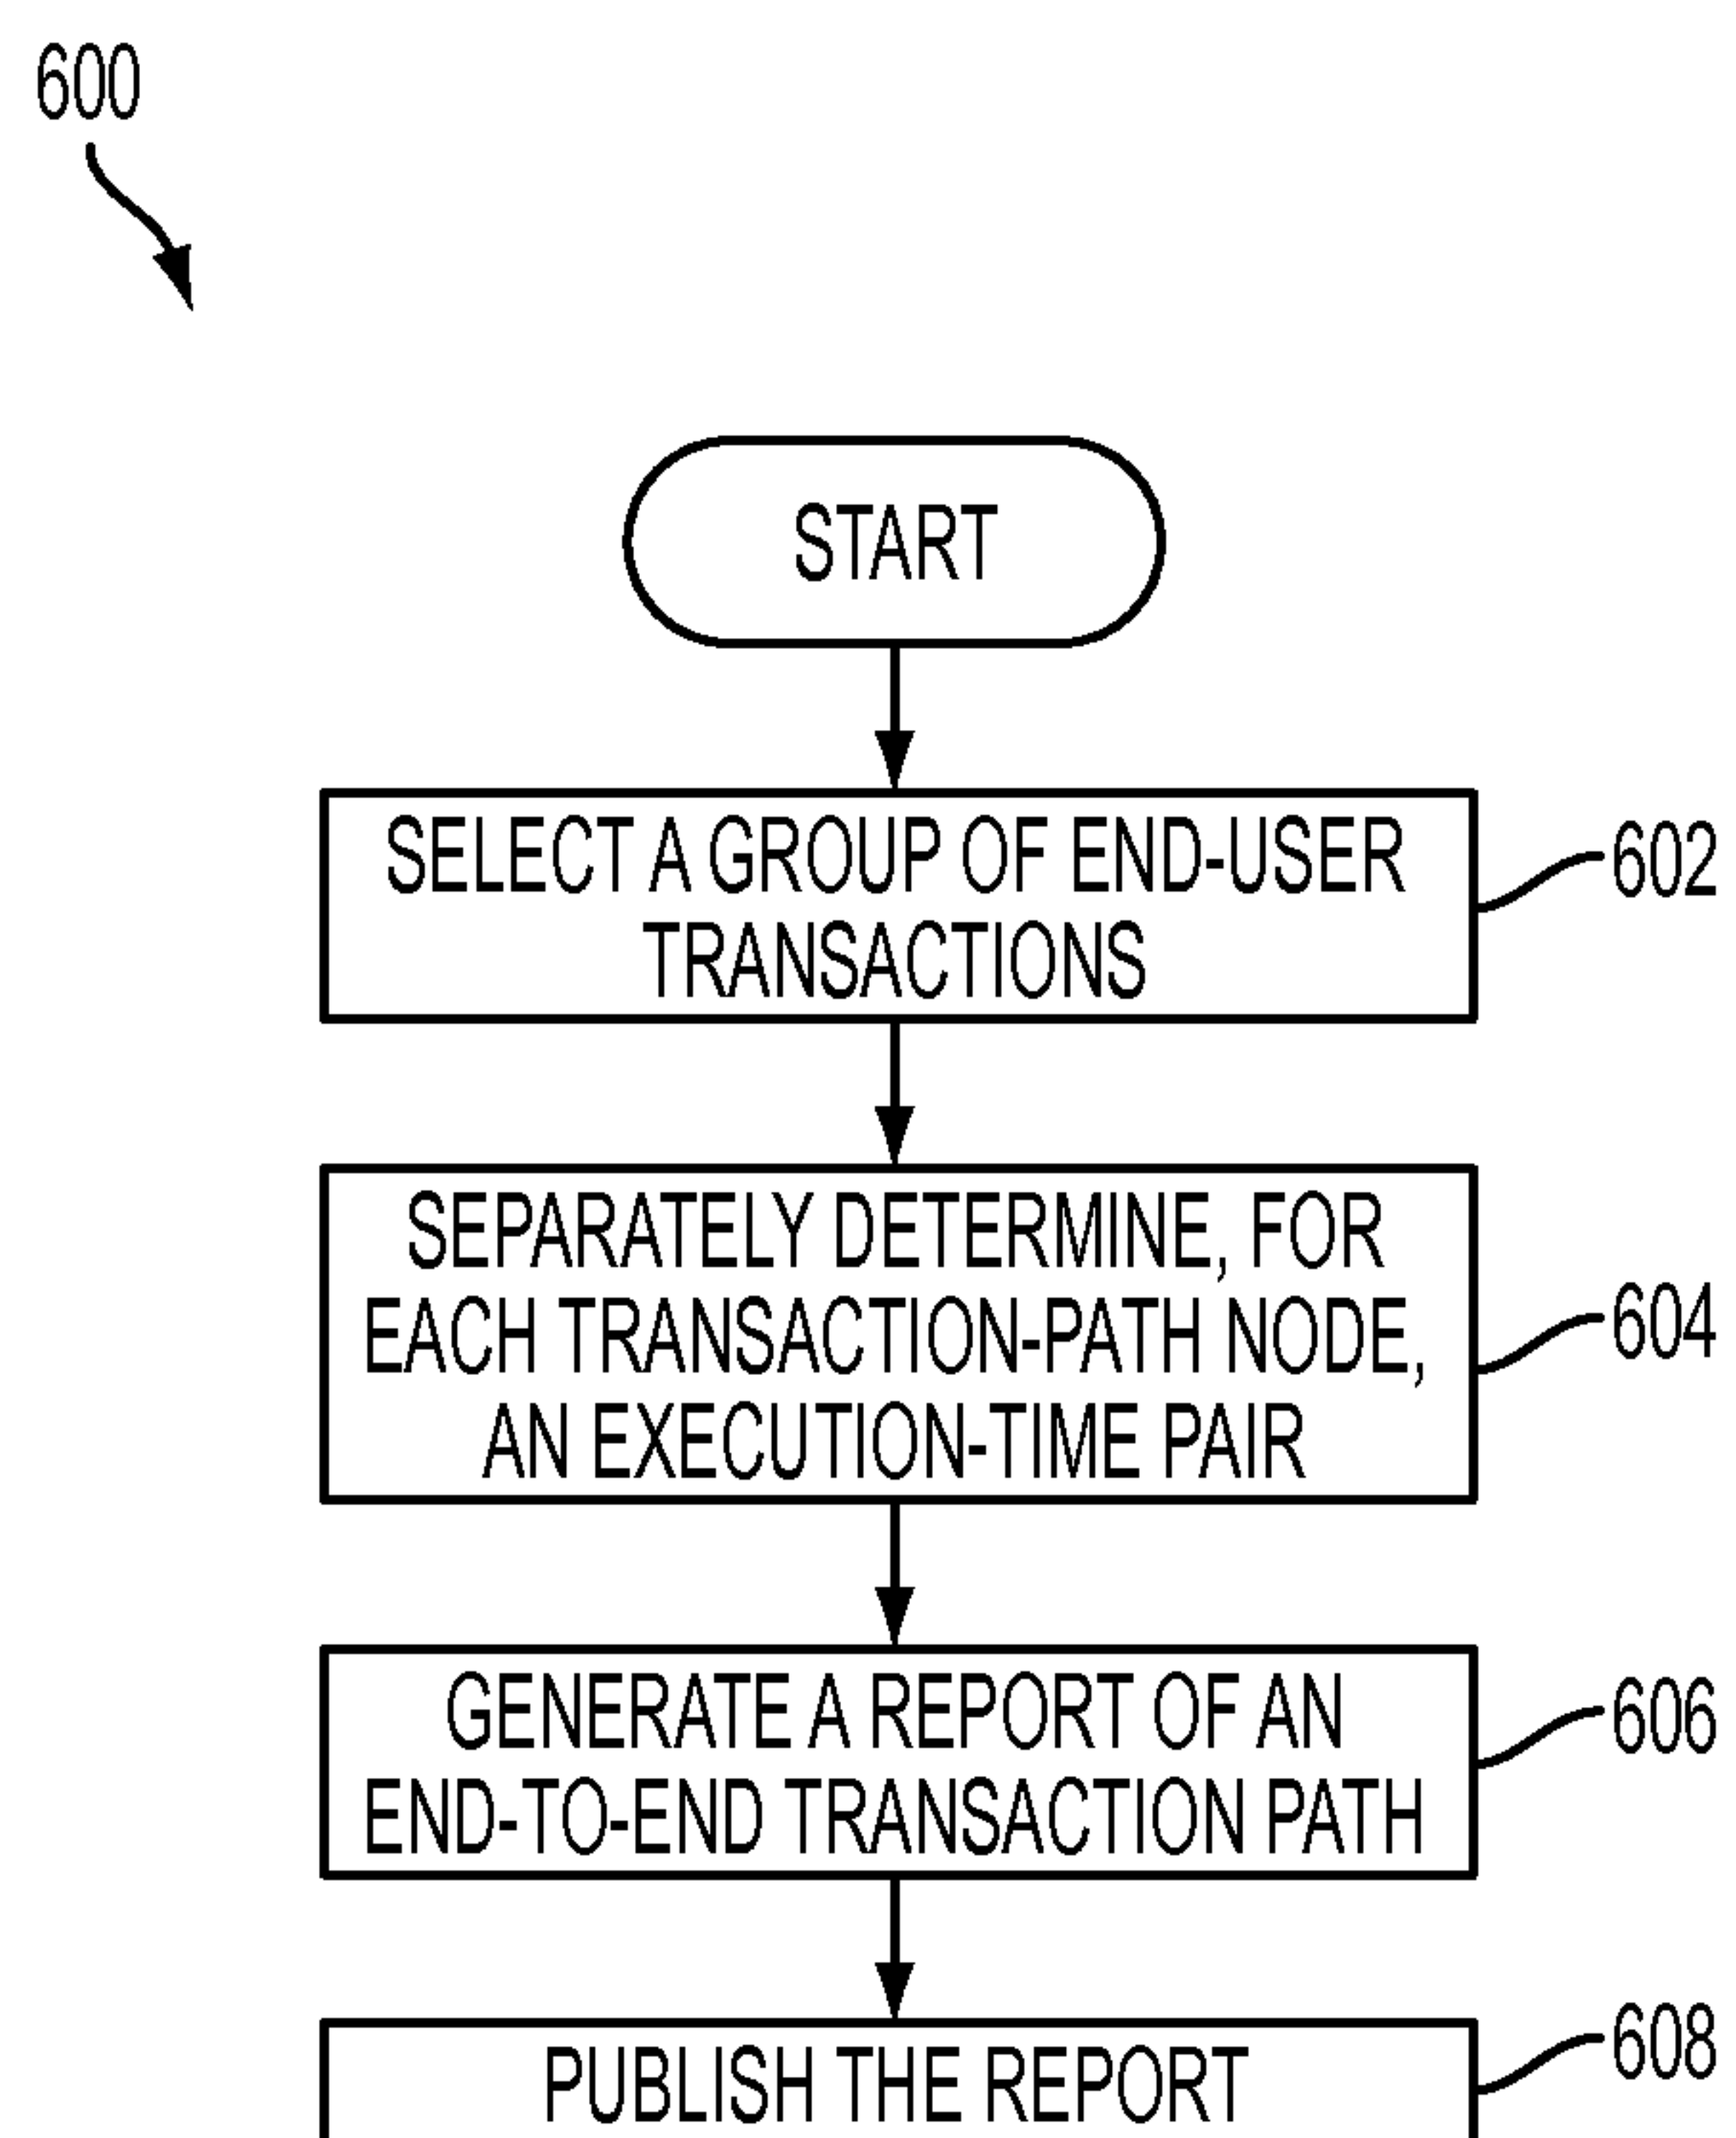 600
START
SELECT A GROUP OF END-USER
TRANSACTIONS
602
SEPARATELY DETERMINE, FOR
EACH TRANSACTION-PATH NODE,
AN EXECUTION-TIME PAIR
604
GENERATE A REPORT OF AN
END-TO-END TRANSACTION PATH
606
PUBLISH THE REPORT
608